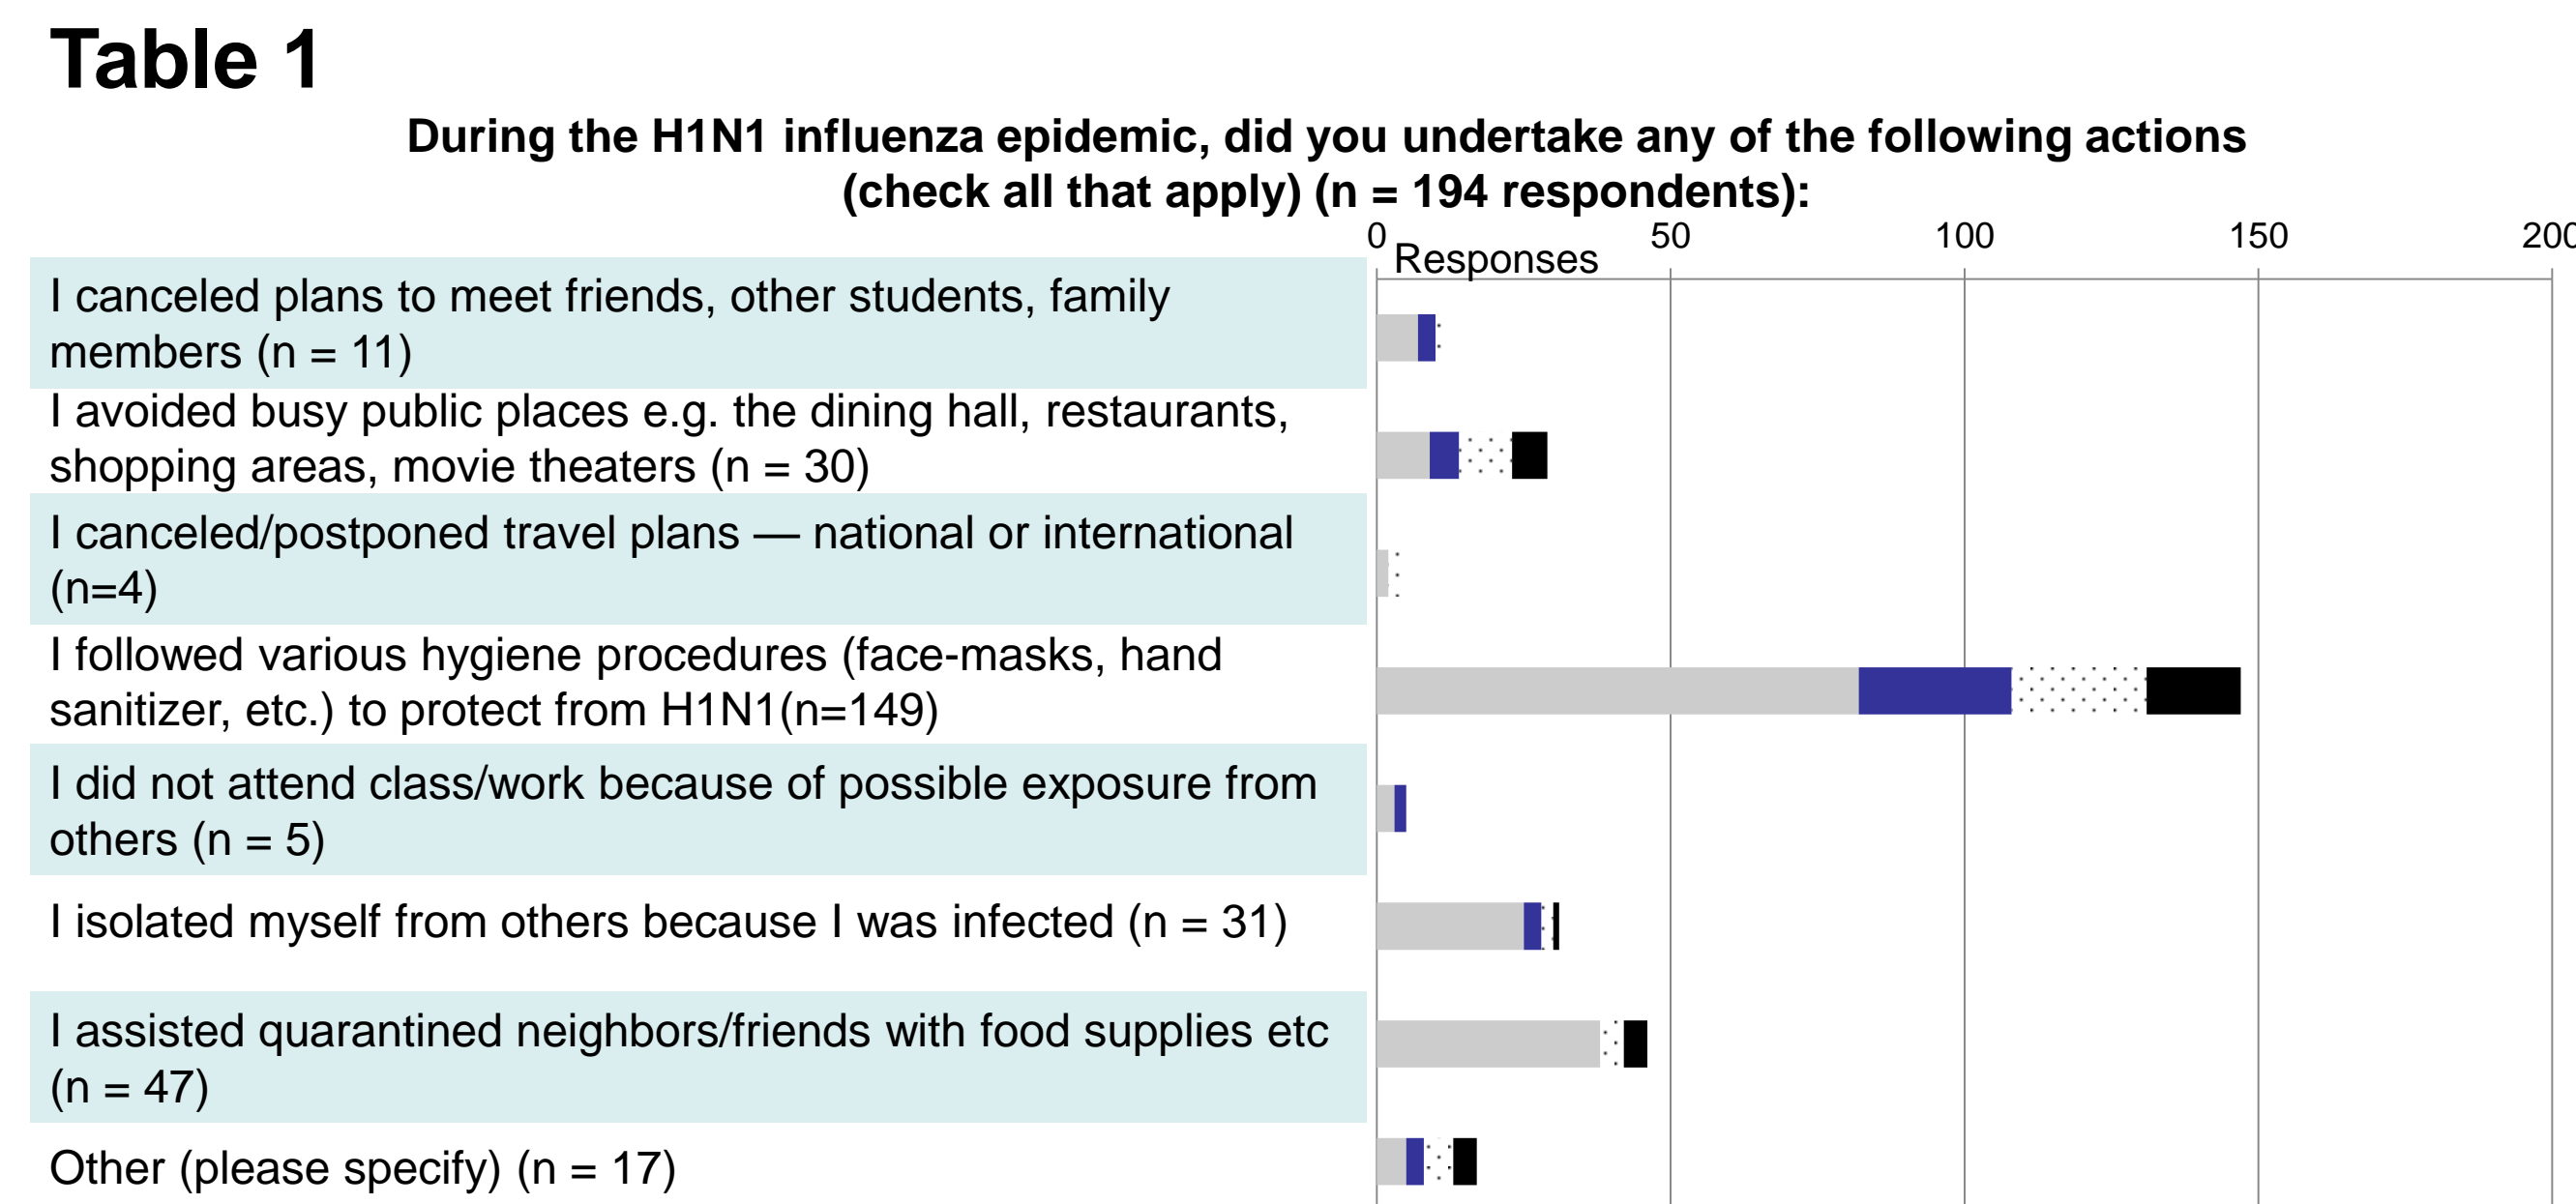 Table 1
During the H1N1 influenza epidemic, did you undertake any of the following actions
(check all that apply) (n = 194 respondents):
0 50 100 150 200
Responses
I canceled plans to meet friends, other students, family
members (n = 11)
I avoided busy public places e.g. the dining hall, restaurants,
shopping areas, movie theaters (n = 30)
I canceled/postponed travel plans — national or international
(n=4)
I followed various hygiene procedures (face-masks, hand
sanitizer, etc.) to protect from H1N1(n=149)
I did not attend class/work because of possible exposure from
others (n = 5)
I isolated myself from others because I was infected (n = 31)
I assisted quarantined neighbors/friends with food supplies etc
(n = 47)
Other (please specify) (n = 17)